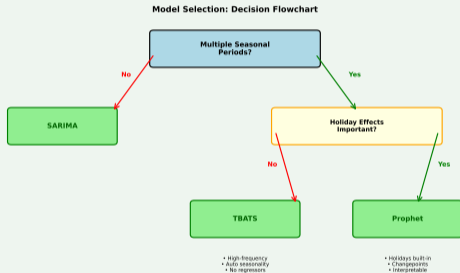 Model Selection: Decision Flowchart
Multiple Seasonal
Periods?
No
Yes
SARIMA
Holiday Effects
Important?
No
Yes
TBATS
Prophet
• High-frequency
• Auto seasonality
• No regressors
• Holidays built-in
• Changepoints
• Interpretable